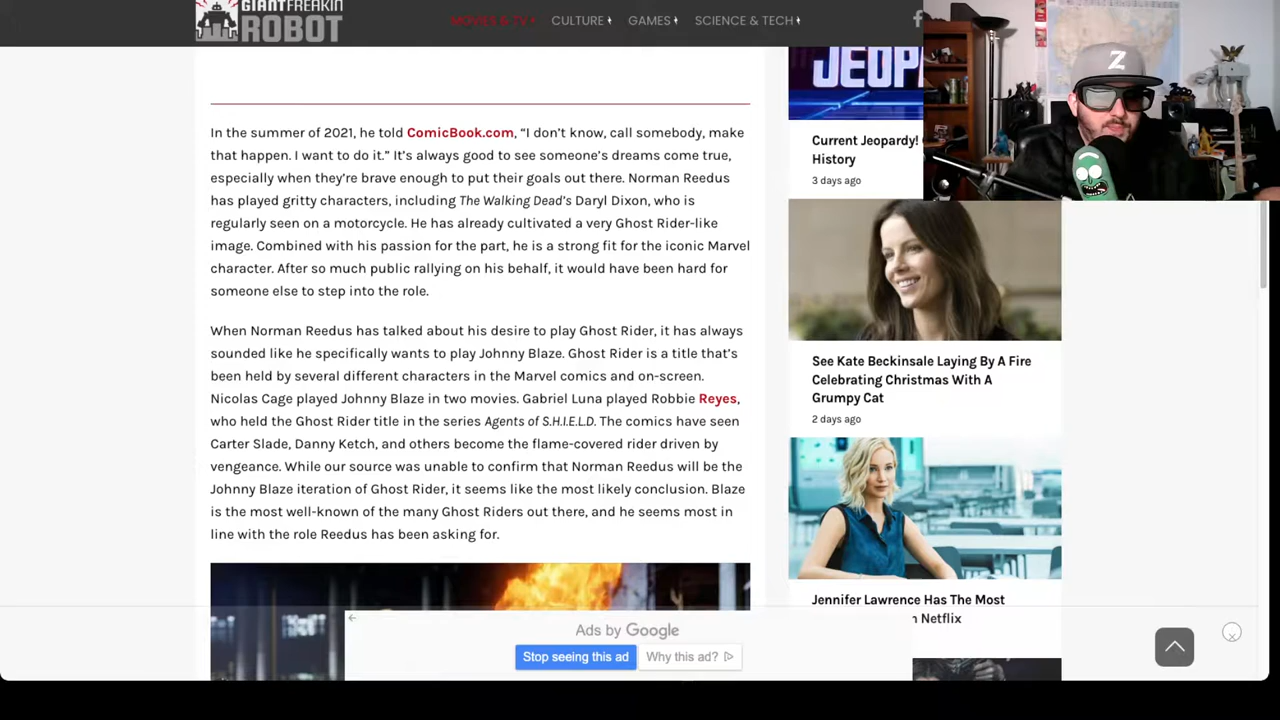 GIANTFREAKIN
ROBOT
MOVIES & TV
CULTURE
GAMES
SCIENCE & TECH
In the summer of 2021, he told ComicBook.com, “I don’t know, call somebody, make
that happen. I want to do it.” It’s always good to see someone’s dreams come true,
especially when they’re brave enough to put their goals out there. Norman Reedus
has played gritty characters, including The Walking Dead’s Daryl Dixon, who is
regularly seen on a motorcycle. He has already cultivated a very Ghost Rider-like
image. Combined with his passion for the part, he is a strong fit for the iconic Marvel
character. After so much public rallying on his behalf, it would have been hard for
someone else to step into the role.
When Norman Reedus has talked about his desire to play Ghost Rider, it has always
sounded like he specifically wants to play Johnny Blaze. Ghost Rider is a title that’s
been held by several different characters in the Marvel comics and on-screen.
Nicolas Cage played Johnny Blaze in two movies. Gabriel Luna played Robbie Reyes,
who held the Ghost Rider title in the series Agents of S.H.I.E.L.D. The comics have seen
Carter Slade, Danny Ketch, and others become the flame-covered rider driven by
vengeance. While our source was unable to confirm that Norman Reedus will be the
Johnny Blaze iteration of Ghost Rider, it seems like the most likely conclusion. Blaze
is the most well-known of the many Ghost Riders out there, and he seems most in
line with the role Reedus has been asking for.
JEOP
Current Jeopardy!
History
3 days ago
See Kate Beckinsale Laying By A Fire
Celebrating Christmas With A
Grumpy Cat
2 days ago
Jennifer Lawrence Has The Most
Netflix
Ads by Google
Stop seeing this ad
Why this ad?
Z